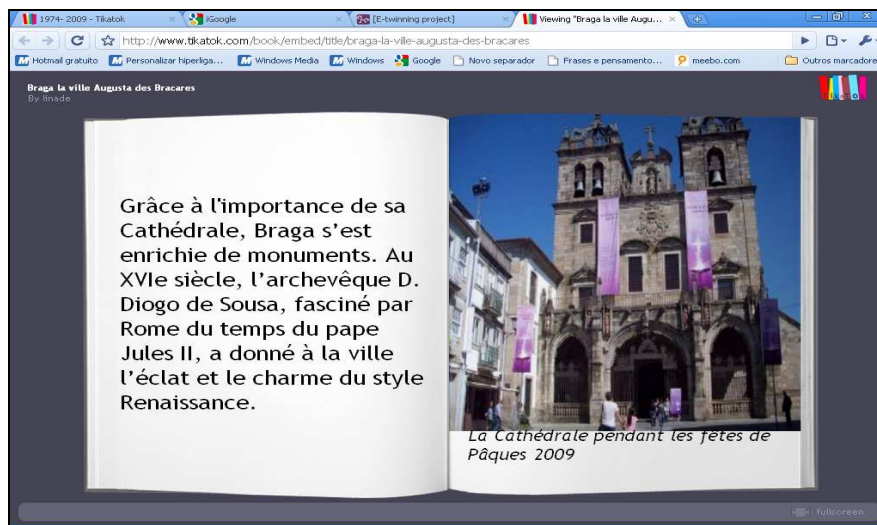 1974- 2009 - Tikatok
iGoogle
[E-twinning project]
Viewing "Braga la ville Augu...
http://www.tikatok.com/book/embed/title/braga-la-ville-augusta-des-bracares
Hotmail gratuito
Personalizar hiperliga...
Windows Media
Windows
Google
Novo separador
Frases e pensamento...
meebo.com
Outros marcadore
Braga la ville Augusta des Bracares
By tinade
Grâce à l'importance de sa
Cathédrale, Braga s'est
enrichie de monuments. Au
XVIe siècle, l'archevêque D.
Diogo de Sousa, fasciné par
Rome du temps du pape
Jules II, a donné à la ville
l'éclat et le charme du style
Renaissance.
La Cathédrale pendant les fêtes de
Pâques 2009
fullscreen